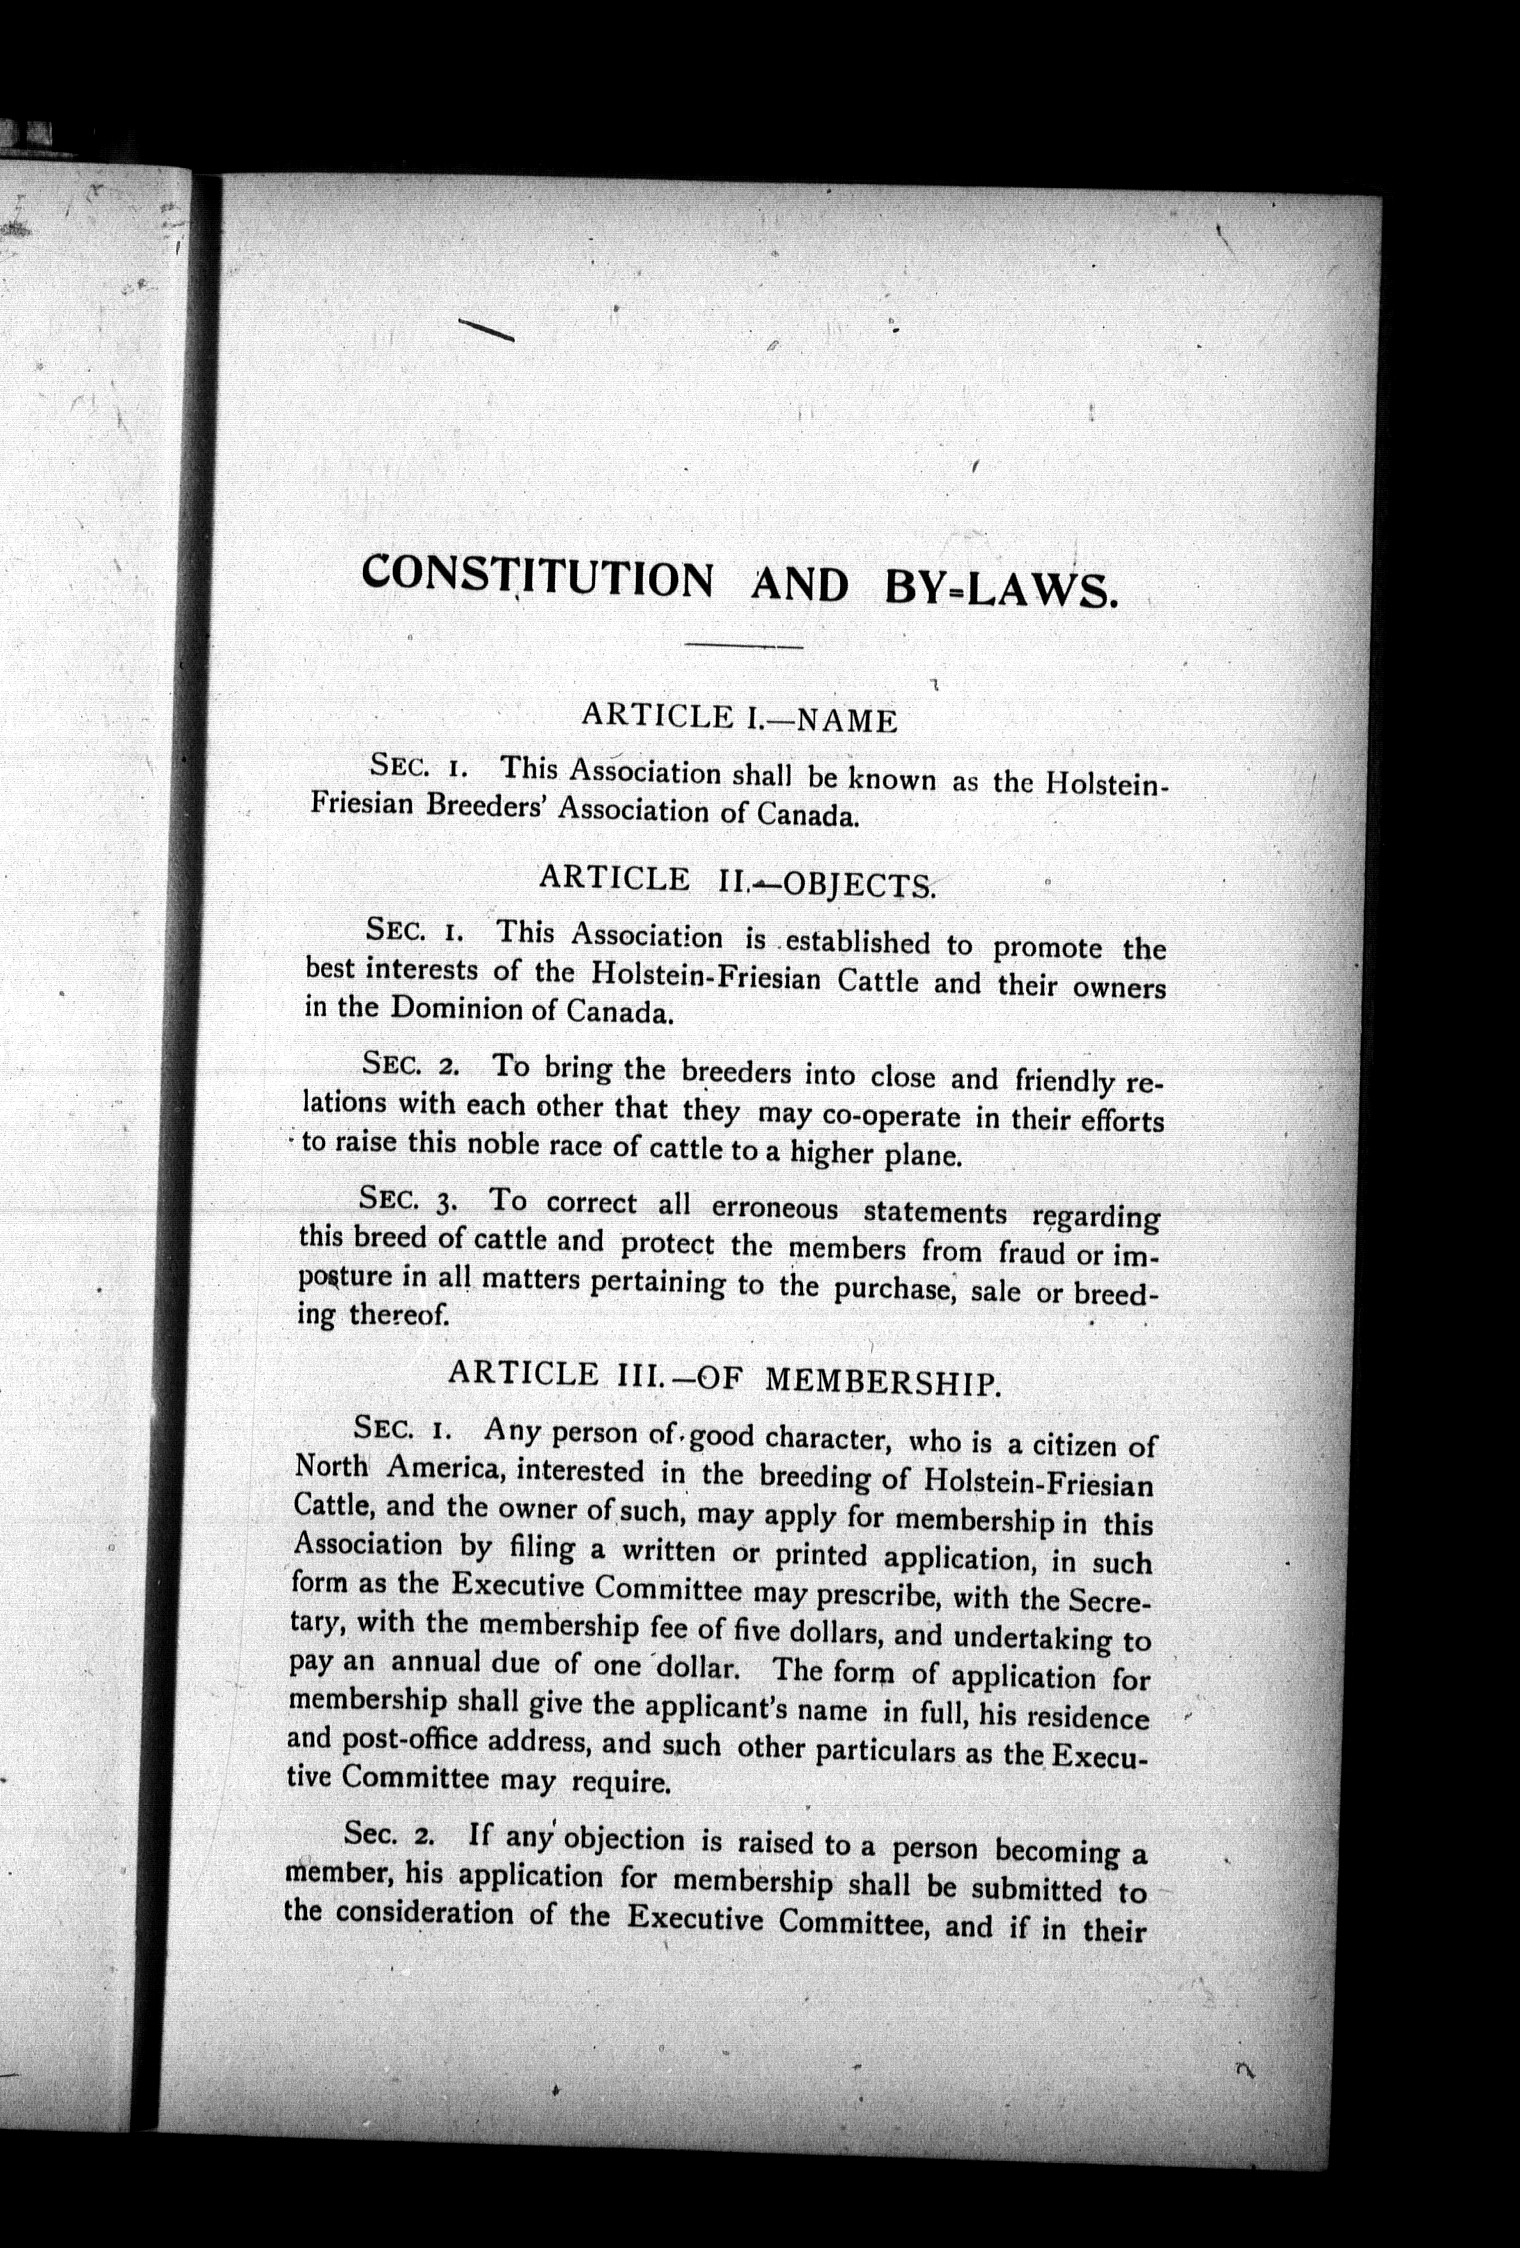 CONSTITUTION AND BY-LAWS.
ARTICLE I.—NAME
SEC. 1. This Association shall be known as the Holstein-
Friesian Breeders' Association of Canada.
ARTICLE II.—OBJECTS.
SEC. 1. This Association is established to promote the
best interests of the Holstein-Friesian Cattle and their owners
in the Dominion of Canada.
SEC. 2. To bring the breeders into close and friendly re-
lations with each other that they may co-operate in their efforts
to raise this noble race of cattle to a higher plane.
SEC. 3. To correct all erroneous statements regarding
this breed of cattle and protect the members from fraud or im-
posture in all matters pertaining to the purchase, sale or breed-
ing thereof.
ARTICLE III.—OF MEMBERSHIP.
SEC. 1. Any person of good character, who is a citizen of
North America, interested in the breeding of Holstein-Friesian
Cattle, and the owner of such, may apply for membership in this
Association by filing a written or printed application, in such
form as the Executive Committee may prescribe, with the Secre-
tary, with the membership fee of five dollars, and undertaking to
pay an annual due of one dollar. The form of application for
membership shall give the applicant's name in full, his residence
and post-office address, and such other particulars as the Execu-
tive Committee may require.
Sec. 2. If any objection is raised to a person becoming a
member, his application for membership shall be submitted to
the consideration of the Executive Committee, and if in their